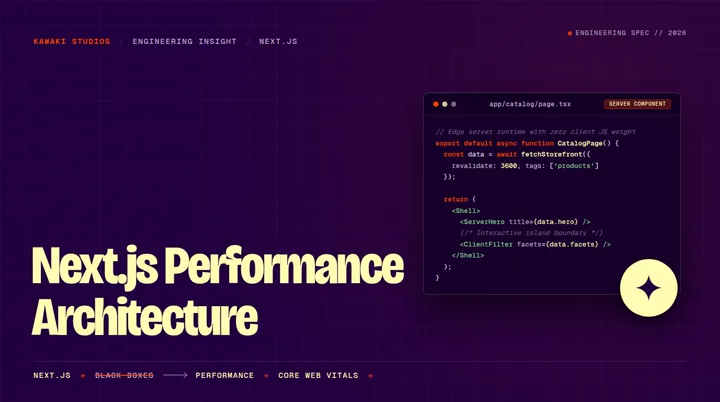 KAWAKI STUDIOS / ENGINEERING INSIGHT / NEXT.JS
ENGINEERING SPEC // 2026
app/catalog/page.tsx
SERVER COMPONENT
// Edge server runtime with zero client JS weight
export default async function CatalogPage() {
const data = await fetchStorefront({
revalidate: 3600, tags: ['products']
});
return (
<Shell>
<ServerHero title={data.hero} />
{/* Interactive island boundary */}
<ClientFilter facets={data.facets} />
</Shell>
);
}
Next.js Performance
Architecture
NEXT.JS BLACK-BOXES → PERFORMANCE CORE WEB VITALS